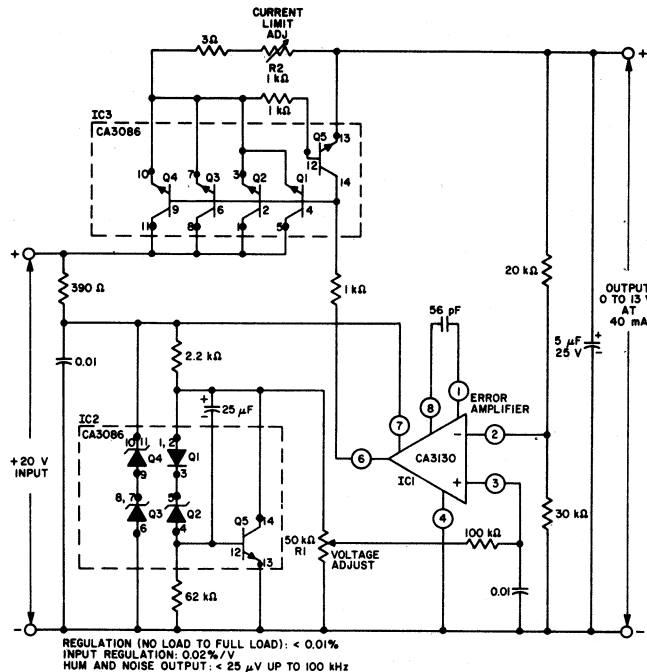 CURRENT
LIMIT
ADJ
3Ω
R2
1 kΩ
1 kΩ
+
IC3
CA3086
Q5
13
12
14
10
Q4
7
Q3
3
Q2
Q1
9
6
2
4
11
8
1
5
+
390 Ω
1 kΩ
20 kΩ
OUTPUT
0 TO 13 V
AT
40 mA
56 pF
5 μF
25 V
+
-
0.01
2.2 kΩ
+
-
25 μF
8
1
ERROR
AMPLIFIER
7
-
2
IC2
CA3086
+20 V
INPUT
10 11
Q4
9
1, 2
Q1
3
6
CA3130
IC1
+
3
4
8, 7
Q3
6
5
Q2
4
Q5
14
12
13
50 kΩ
R1
VOLTAGE
ADJUST
100 kΩ
30 kΩ
0.01
62 kΩ
-
-
REGULATION (NO LOAD TO FULL LOAD): < 0.01%
INPUT REGULATION: 0.02%/V
HUM AND NOISE OUTPUT: < 25 μV UP TO 100 kHz